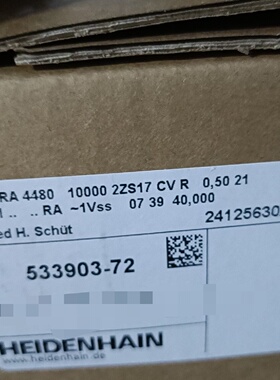 RA 4480 10000 2ZS17 CV R 0,50 21
.. .. RA ~1Vss 07 39 40,000
ed H. Schüt 24125630
533903-72
HEIDENHAIN
www.heidenhain.de